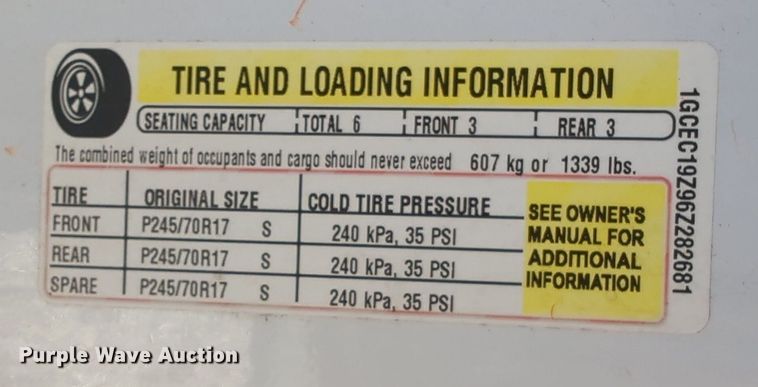 TIRE AND LOADING INFORMATION
SEATING CAPACITY TOTAL 6 FRONT 3 REAR 3
The combined weight of occupants and cargo should never exceed 607 kg or 1339 lbs.
TIRE ORIGINAL SIZE COLD TIRE PRESSURE
FRONT P245/70R17 S 240 kPa, 35 PSI
REAR P245/70R17 S 240 kPa, 35 PSI
SPARE P245/70R17 S 240 kPa, 35 PSI
SEE OWNER'S
MANUAL FOR
ADDITIONAL
INFORMATION
1GCEC19Z96Z282681
Purple Wave Auction